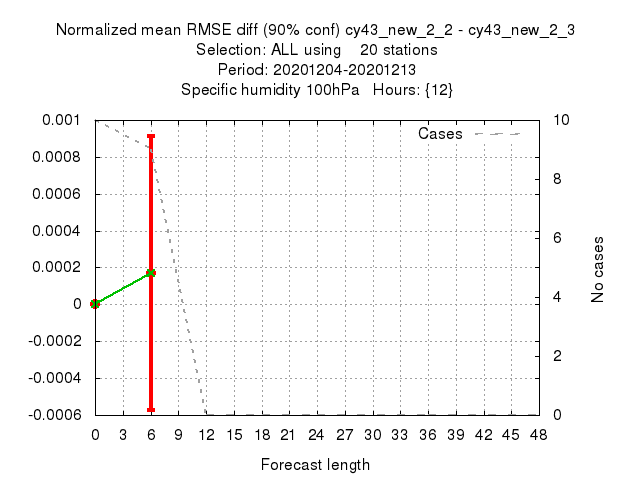 Normalized mean RMSE diff (90% conf) cy43_new_2_2 - cy43_new_2_3
Selection: ALL using    20 stations
Period: 20201204-20201213
Specific humidity 100hPa   Hours: {12}
Cases
0.001
0.0008
0.0006
0.0004
0.0002
0
-0.0002
-0.0004
-0.0006
10
8
6
4
2
0
No cases
0 3 6 9 12 15 18 21 24 27 30 33 36 39 42 45 48
Forecast length